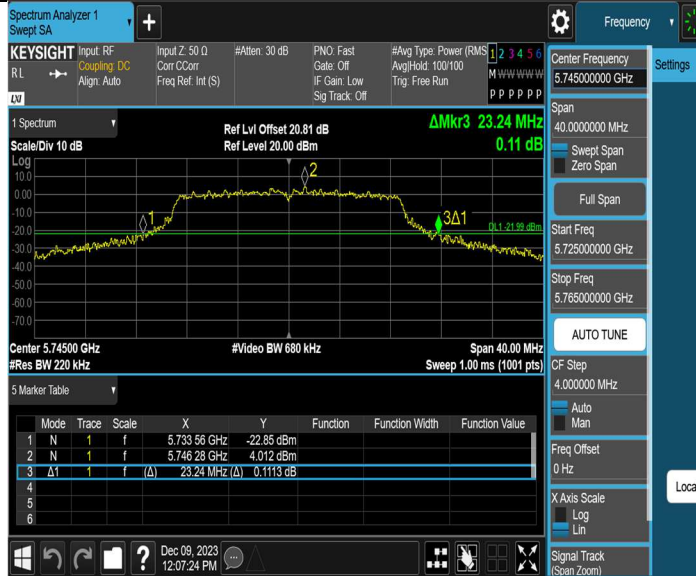 Spectrum Analyzer 1
Swept SA
Frequency
KEYSIGHT
RL
LXI
Input: RF
Coupling: DC
Align: Auto
Input Z: 50 Ω
Corr CCorr
Freq Ref: Int (S)
#Atten: 30 dB
PNO: Fast
Gate: Off
IF Gain: Low
Sig Track: Off
#Avg Type: Power (RMS
Avg|Hold: 100/100
Trig: Free Run
1 2 3 4 5 6
M W W W W W
P P P P P P
Center Frequency
5.745000000 GHz
Settings
Span
40.0000000 MHz
Swept Span
Zero Span
Full Span
Start Freq
5.725000000 GHz
Stop Freq
5.765000000 GHz
AUTO TUNE
CF Step
4.000000 MHz
Auto
Man
Freq Offset
0 Hz
X Axis Scale
Log
Lin
Signal Track
(Span Zoom)
Loca
1 Spectrum
Scale/Div 10 dB
Ref Lvl Offset 20.81 dB
Ref Level 20.00 dBm
ΔMkr3 23.24 MHz
0.11 dB
Log
10.0
0.00
-10.0
-20.0
-30.0
-40.0
-50.0
-60.0
-70.0
1
2
3Δ1
DL1 -21.99 dBm
Center 5.74500 GHz
#Res BW 220 kHz
#Video BW 680 kHz
Span 40.00 MHz
Sweep 1.00 ms (1001 pts)
5 Marker Table
Mode Trace Scale X Y Function Function Width Function Value
1 N 1 f 5.733 56 GHz -22.85 dBm
2 N 1 f 5.746 28 GHz 4.012 dBm
3 Δ1 1 f (Δ) 23.24 MHz (Δ) 0.1113 dB
4
5
6
?
Dec 09, 2023
12:07:24 PM